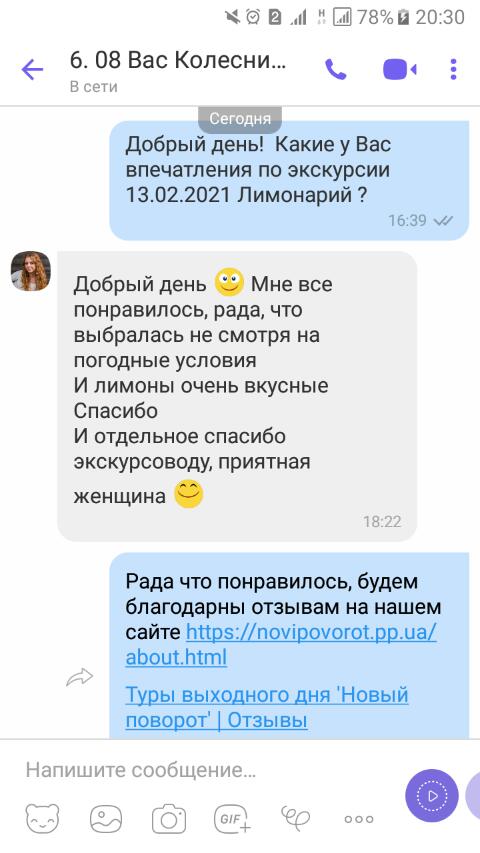 78% 20:30
6. 08 Вас Колесни...
В сети
Сегодня
Добрый день! Какие у Вас
впечатления по экскурсии
13.02.2021 Лимонарий ?
16:39
Добрый день Мне все
понравилось, рада, что
выбралась не смотря на
погодные условия
И лимоны очень вкусные
Спасибо
И отдельное спасибо
экскурсоводу, приятная
женщина
18:22
Рада что понравилось, будем
благодарны отзывам на нашем
сайте https://novipovorot.pp.ua/
about.html
Туры выходного дня 'Новый
поворот' | Отзывы
Напишите сообщение...
GIF